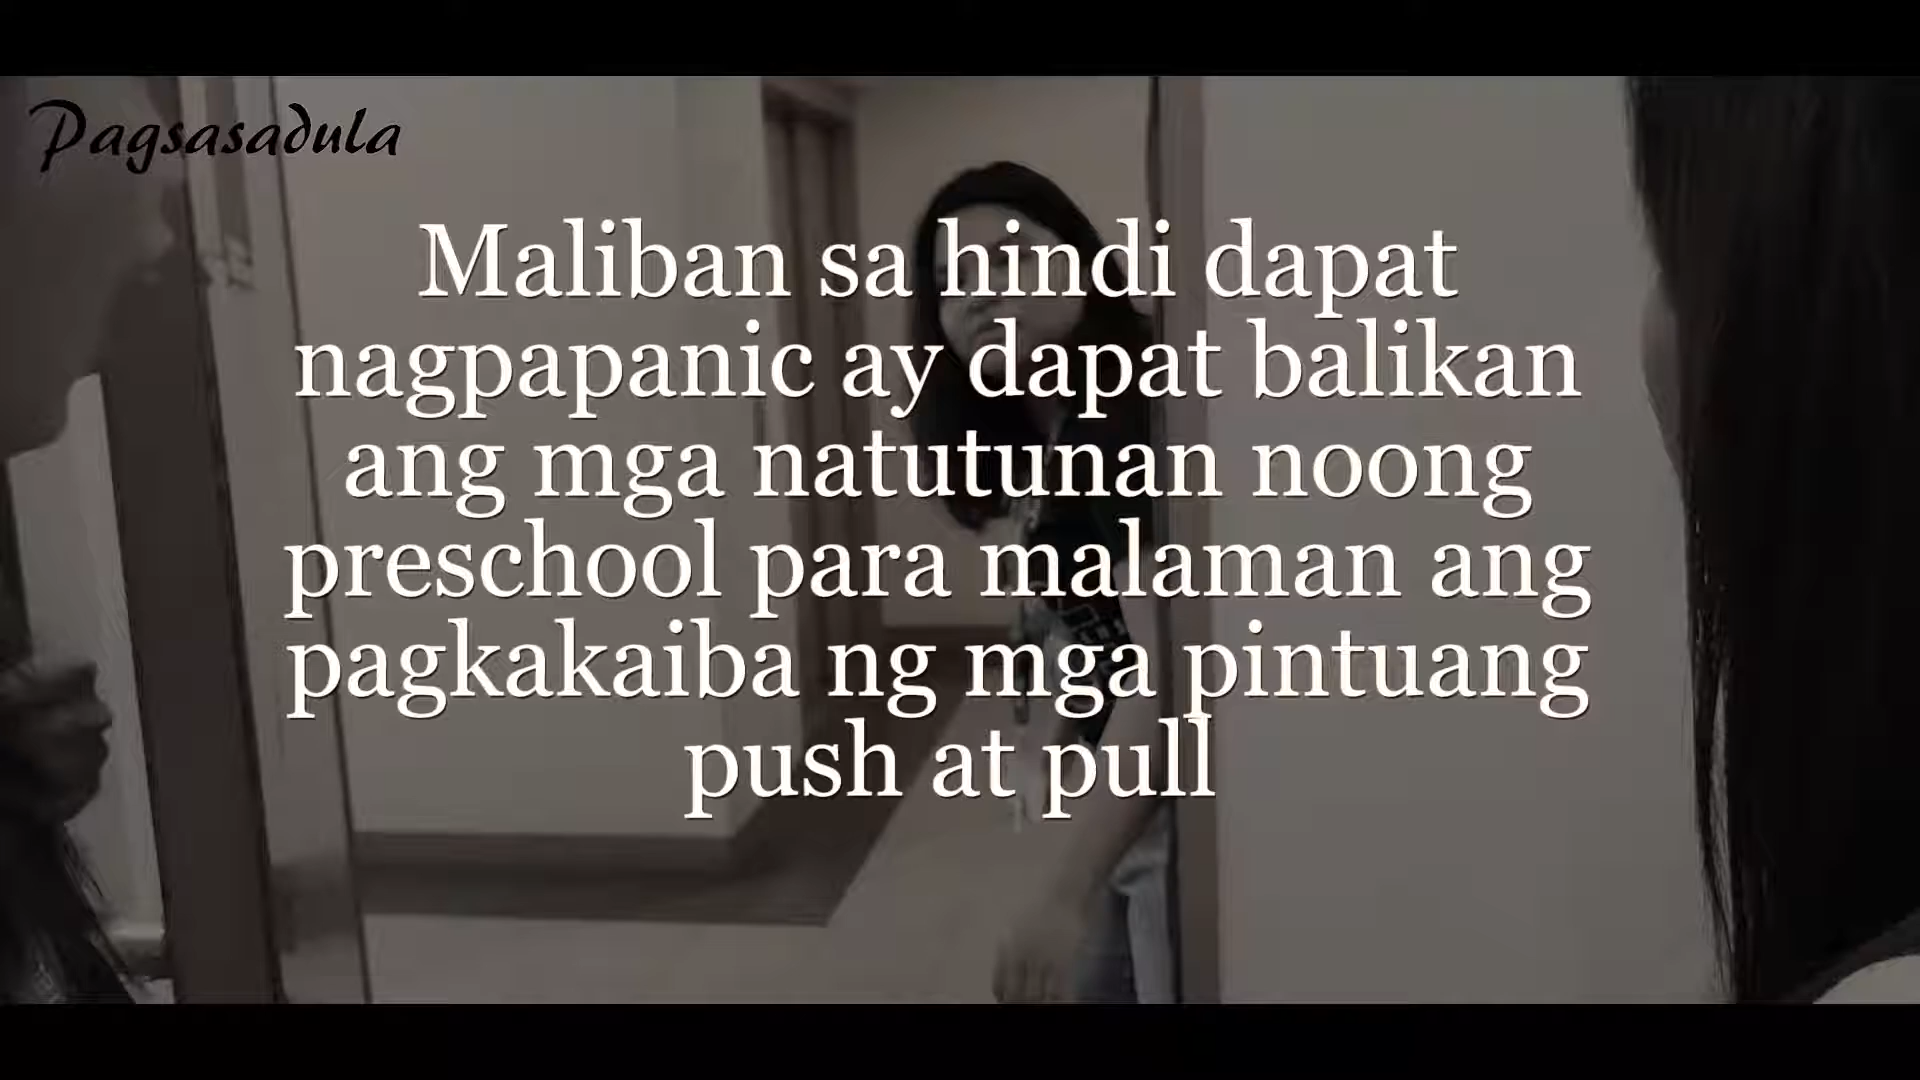 Pagsasadula
Maliban sa hindi dapat
nagpapanic ay dapat balikan
ang mga natutunan noong
preschool para malaman ang
pagkakaiba ng mga pintuang
push at pull